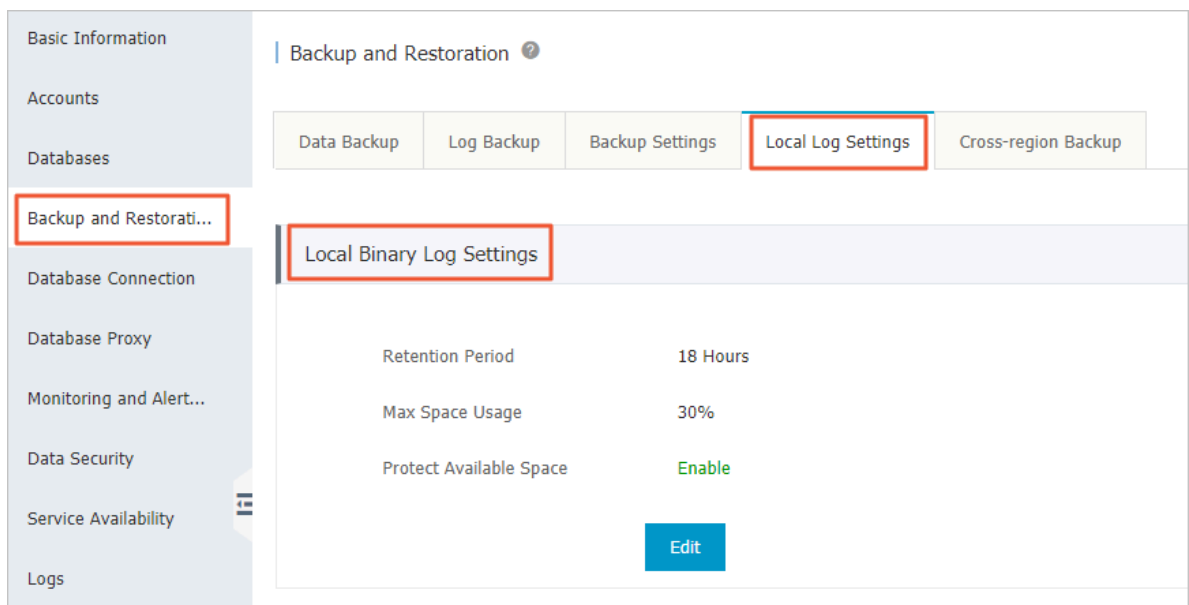 Basic Information
Accounts
Databases
Backup and Restorati...
Database Connection
Database Proxy
Monitoring and Alert...
Data Security
Service Availability
Logs
Backup and Restoration ?
Data Backup Log Backup Backup Settings Local Log Settings Cross-region Backup
Local Binary Log Settings
Retention Period 18 Hours
Max Space Usage 30%
Protect Available Space Enable
Edit